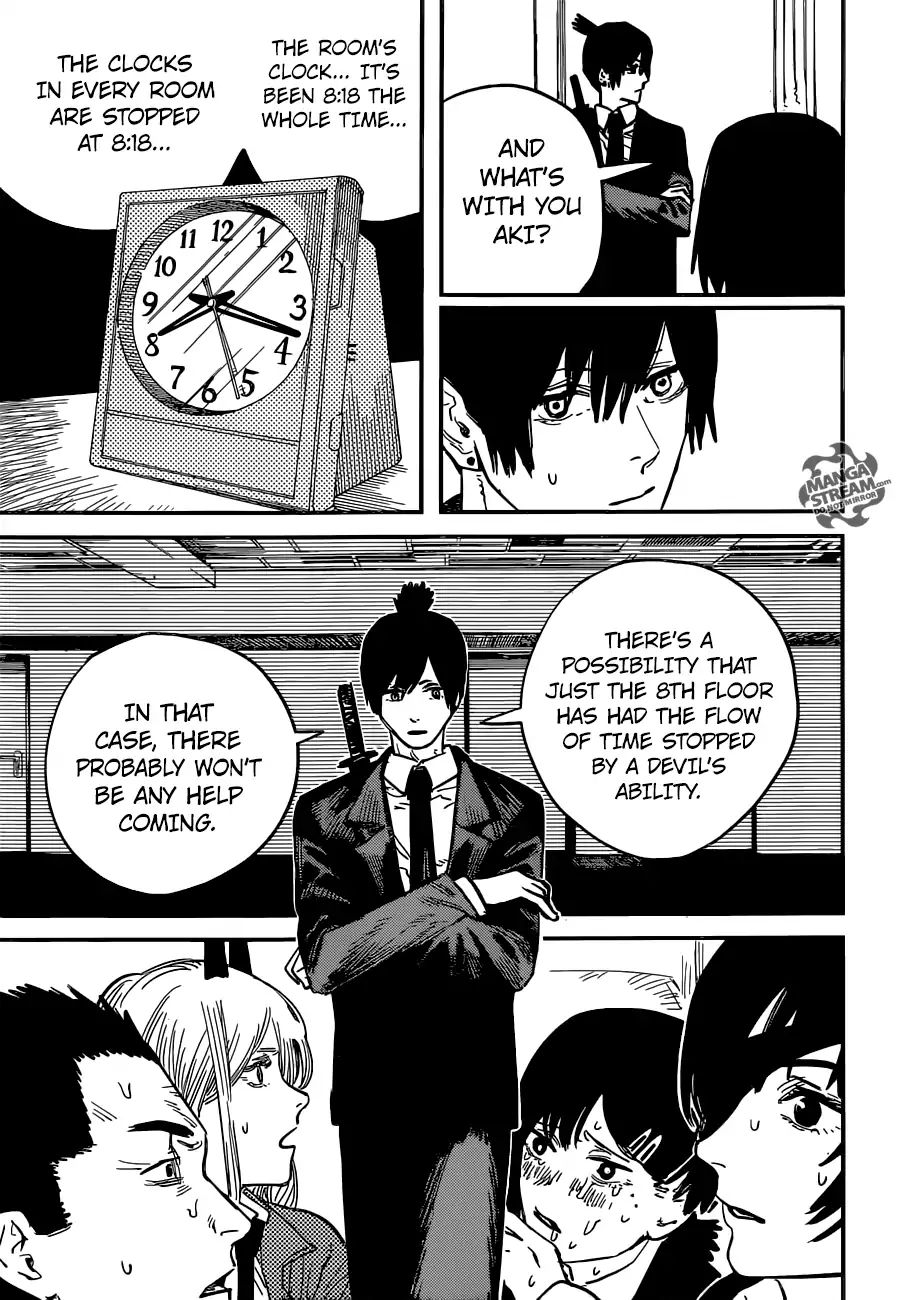 AND
WHAT'S
WITH YOU
AKI?
THE ROOM'S
CLOCK... IT'S
BEEN 8:18 THE
WHOLE TIME...
THE CLOCKS
IN EVERY ROOM
ARE STOPPED
AT 8:18...
12
1
2
3
4
5
6
7
8
9
10
11
MANGA
STREAM.com
DO NOT MIRROR
THERE'S A
POSSIBILITY THAT
JUST THE 8TH FLOOR
HAS HAD THE FLOW
OF TIME STOPPED
BY A DEVIL'S
ABILITY.
IN THAT
CASE, THERE
PROBABLY WON'T
BE ANY HELP
COMING.